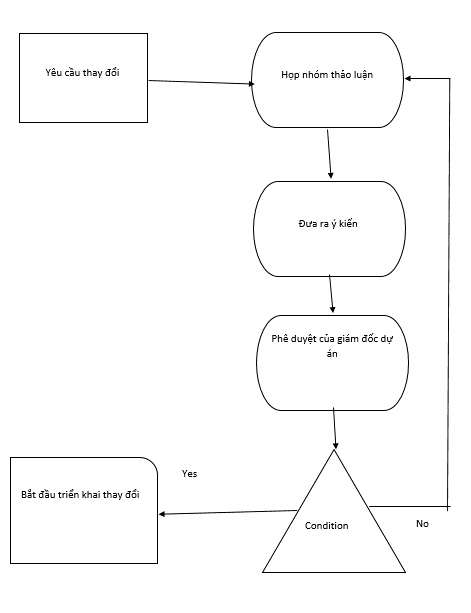 Yêu cầu thay đổi
Họp nhóm thảo luận
Đưa ra ý kiến
Phê duyệt của giám đốc dự
án
Yes
Bắt đầu triển khai thay đổi
Condition
No